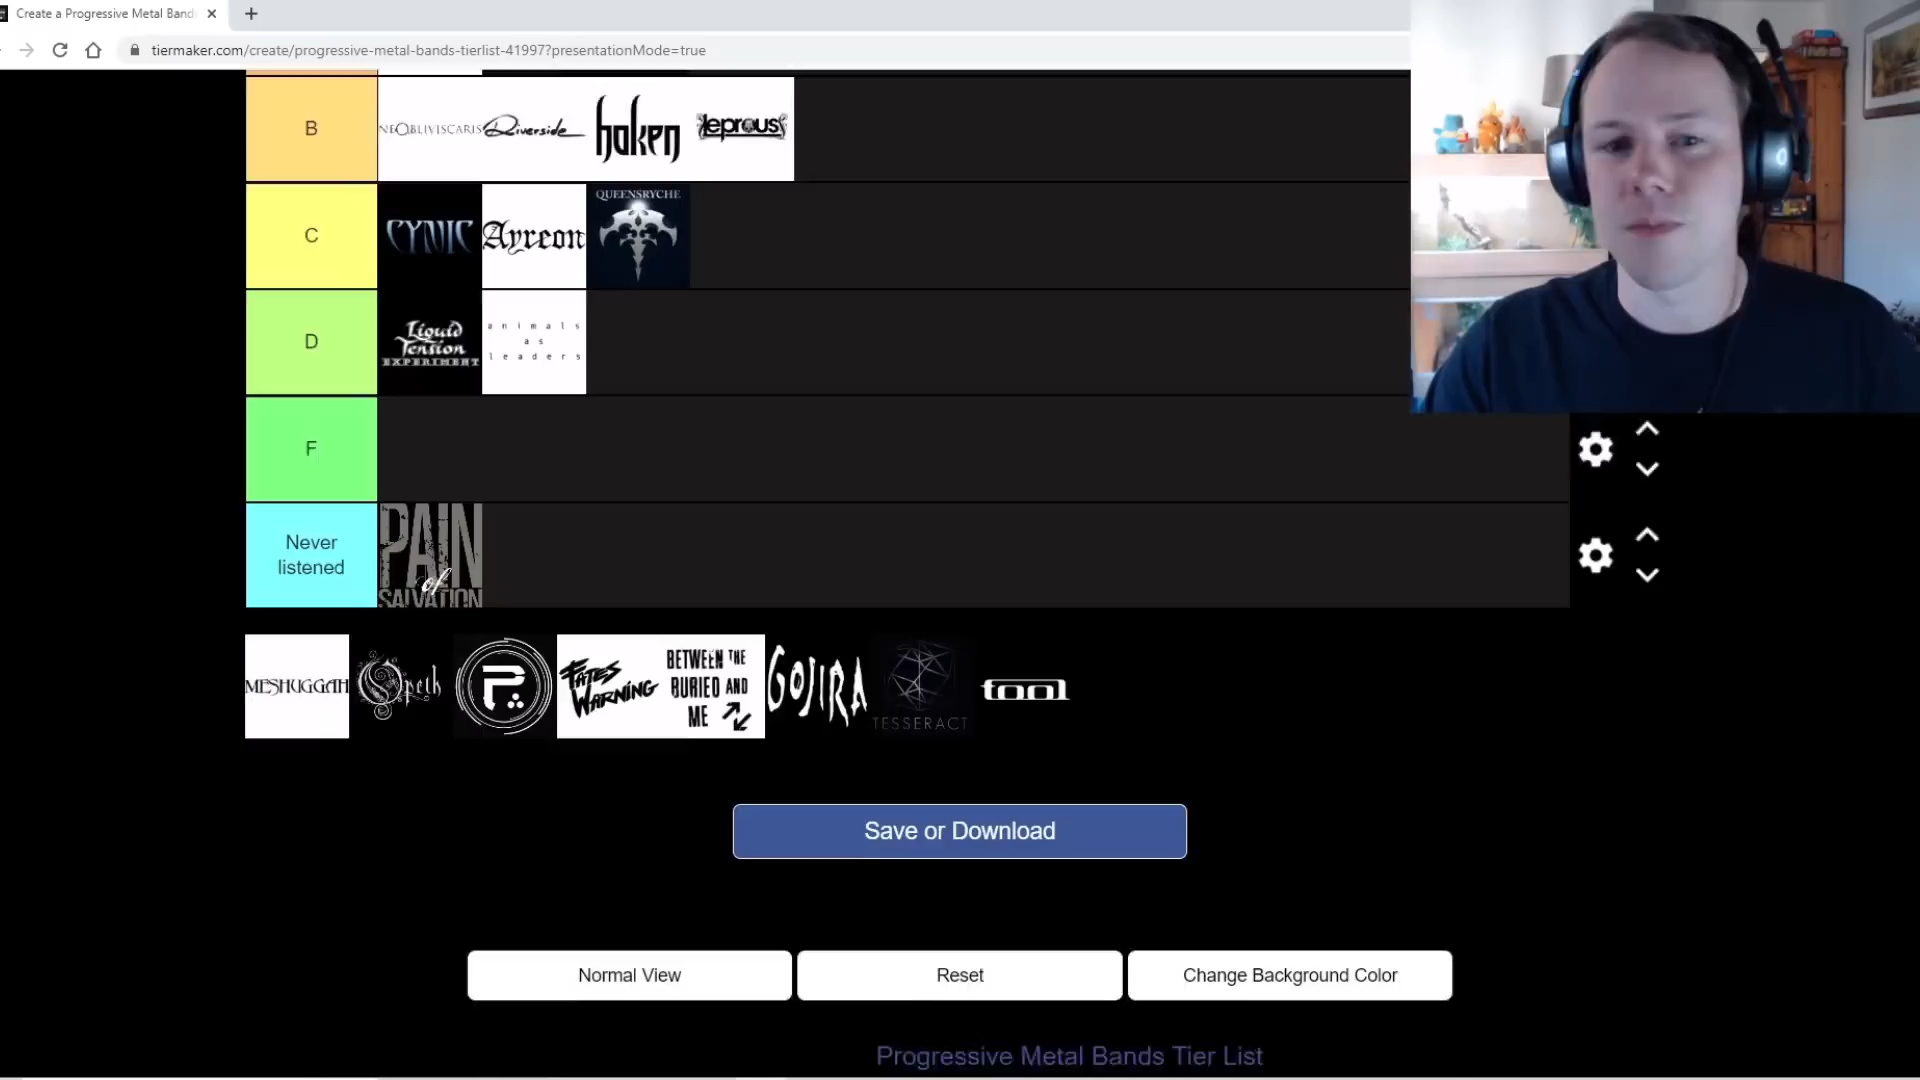 Create a Progressive Metal Band
tiermaker.com/create/progressive-metal-bands-tierlist-41997?presentationMode=true
B
NEOBLIVISCARIS
Riverside
haken
leprous
C
CYNIC
Ayreon
QUEENSRŸCHE
D
Liquid
Tension
EXPERIMENT
animals
as
leaders
F
Never
listened
PAIN
of
SALVATION
MESHUGGAH
Opeth
P
FATES
WARNING
BETWEEN THE
BURIED AND
ME
GOJIRA
TESSERACT
tool
Save or Download
Normal View
Reset
Change Background Color
Progressive Metal Bands Tier List